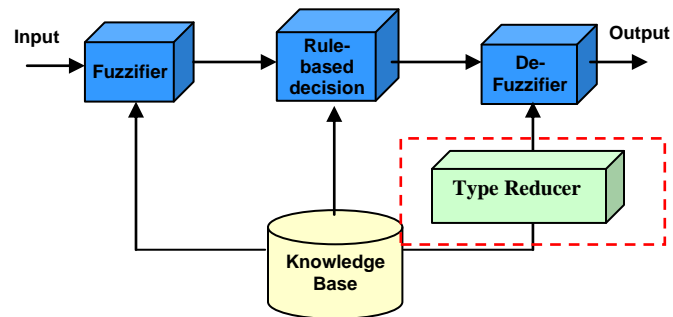 Input
Fuzzifier
Rule-
based
decision
De-
Fuzzifier
Output
Type Reducer
Knowledge
Base